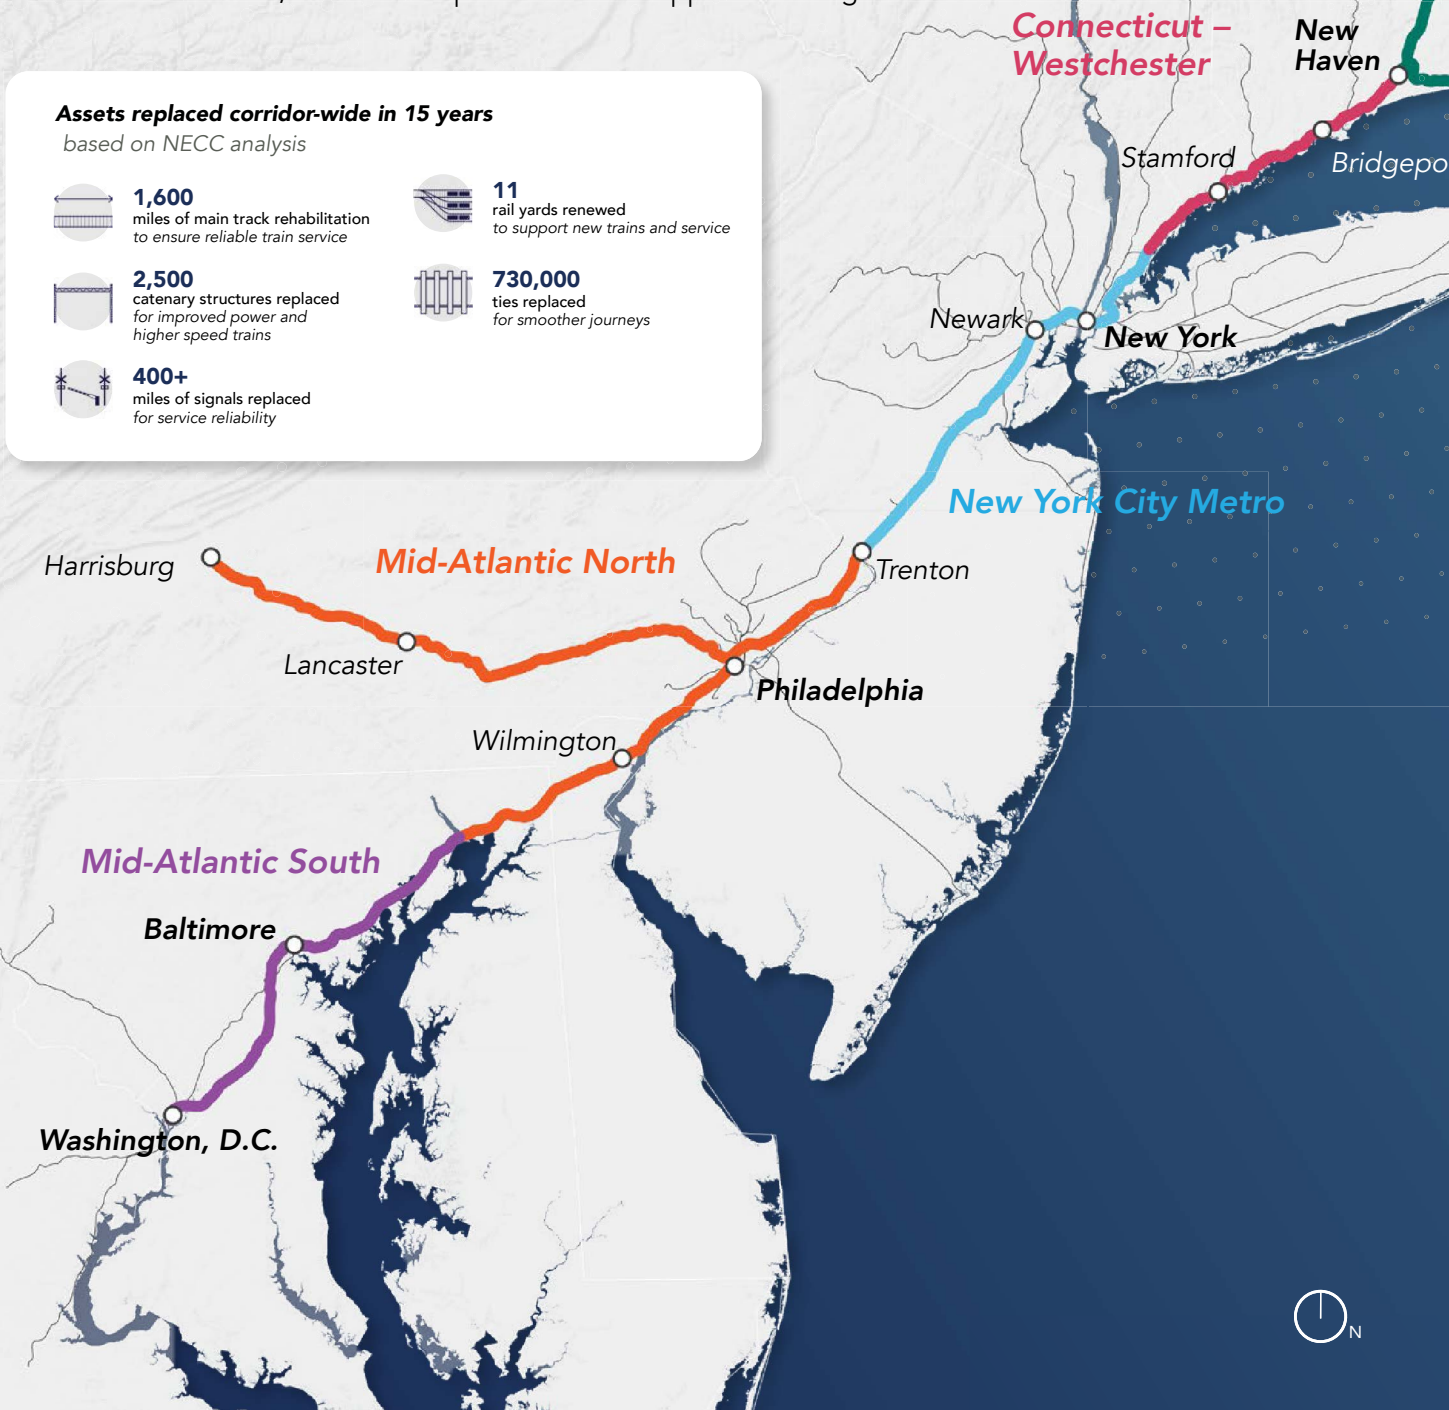 Connecticut –
Westchester
New
Haven
Assets replaced corridor-wide in 15 years
based on NECC analysis
1,600
miles of main track rehabilitation
to ensure reliable train service
2,500
catenary structures replaced
for improved power and
higher speed trains
400+
miles of signals replaced
for service reliability
11
rail yards renewed
to support new trains and service
730,000
ties replaced
for smoother journeys
Stamford
Bridgepo
Newark
New York
New York City Metro
Harrisburg
Mid-Atlantic North
Trenton
Lancaster
Philadelphia
Wilmington
Mid-Atlantic South
Baltimore
Washington, D.C.
N